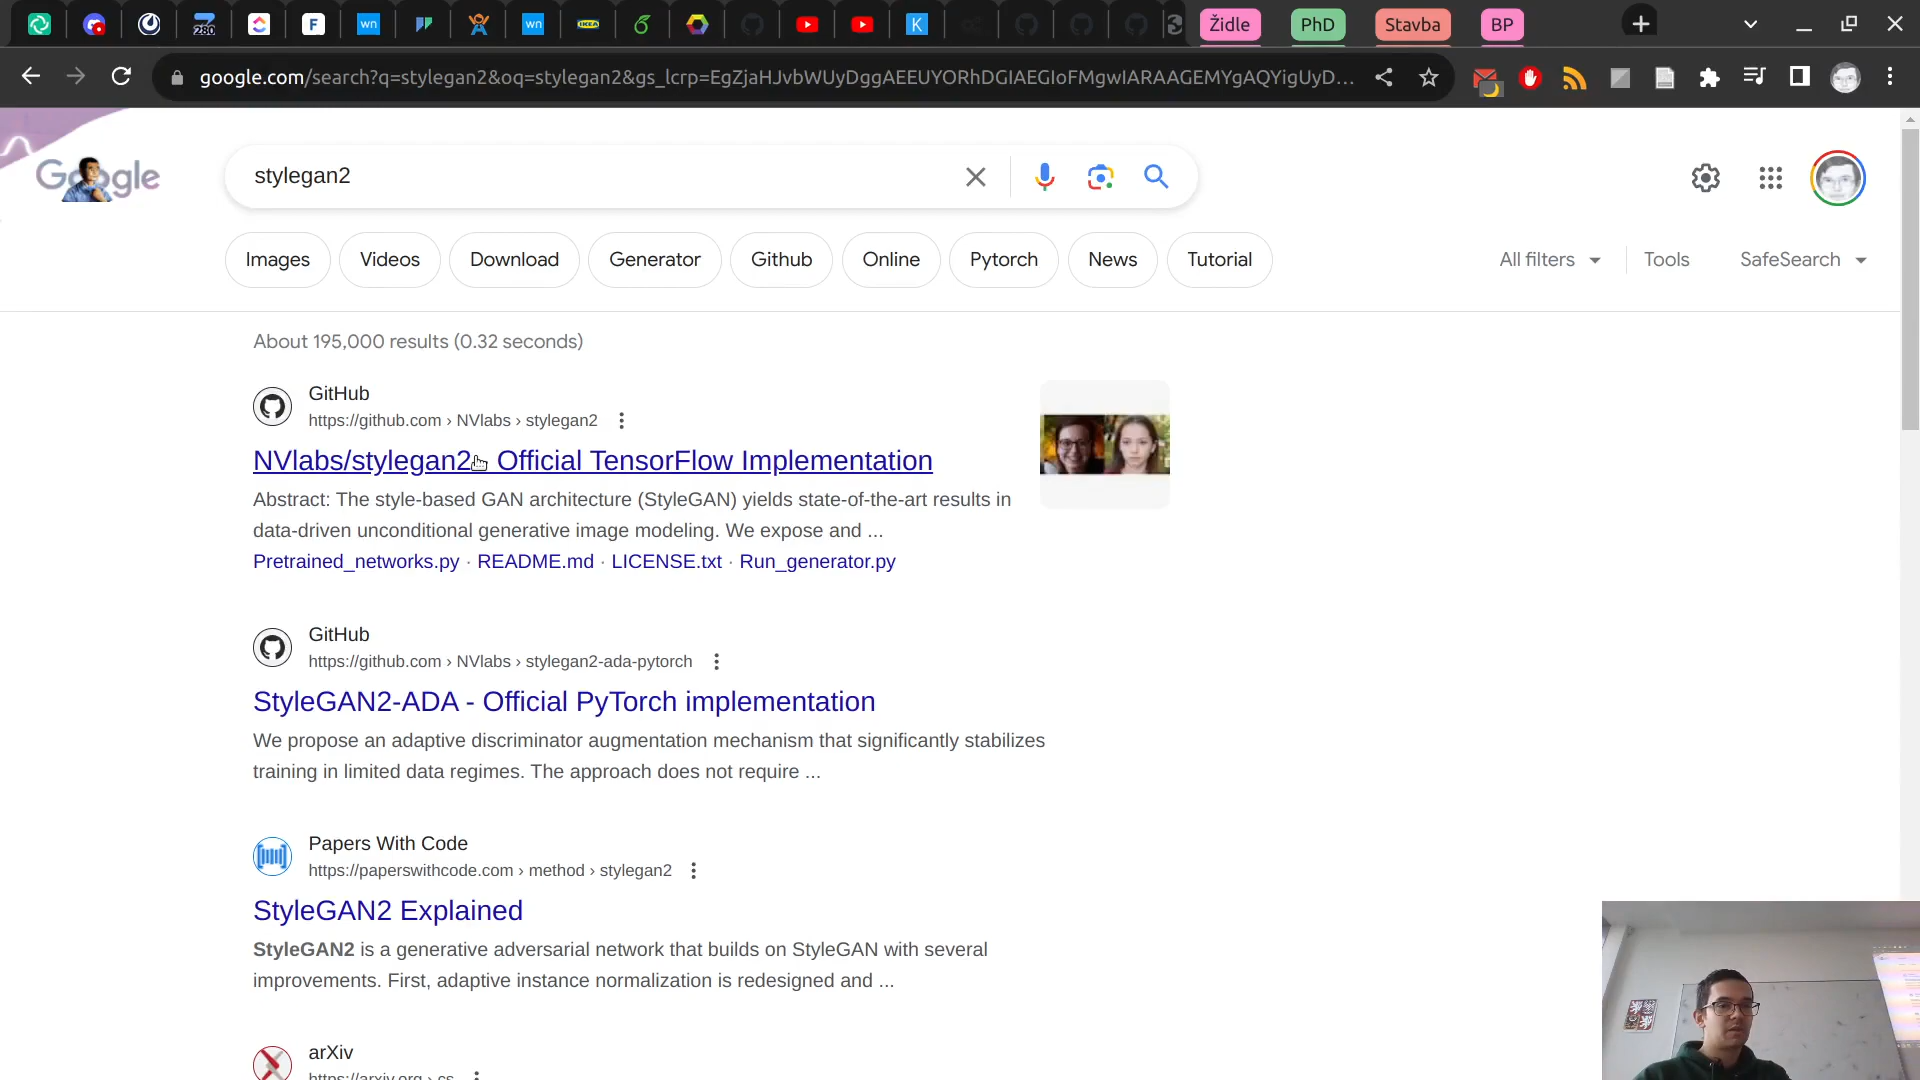 Židle
PhD
Stavba
BP
google.com/search?q=stylegan2&oq=stylegan2&gs_lcrp=EgZjaHJvbWUyDggAEEUYORhDGIAEGIoFMgwIARAAGEMYgAQYigUyD...
Google
stylegan2
Images
Videos
Download
Generator
Github
Online
Pytorch
News
Tutorial
All filters
Tools
SafeSearch
About 195,000 results (0.32 seconds)
GitHub
https://github.com › NVlabs › stylegan2
NVlabs/stylegan2 Official TensorFlow Implementation
Abstract: The style-based GAN architecture (StyleGAN) yields state-of-the-art results in
data-driven unconditional generative image modeling. We expose and ...
Pretrained_networks.py · README.md · LICENSE.txt · Run_generator.py
GitHub
https://github.com › NVlabs › stylegan2-ada-pytorch
StyleGAN2-ADA - Official PyTorch implementation
We propose an adaptive discriminator augmentation mechanism that significantly stabilizes
training in limited data regimes. The approach does not require ...
Papers With Code
https://paperswithcode.com › method › stylegan2
StyleGAN2 Explained
StyleGAN2 is a generative adversarial network that builds on StyleGAN with several
improvements. First, adaptive instance normalization is redesigned and ...
arXiv
https://arxiv.org › cs